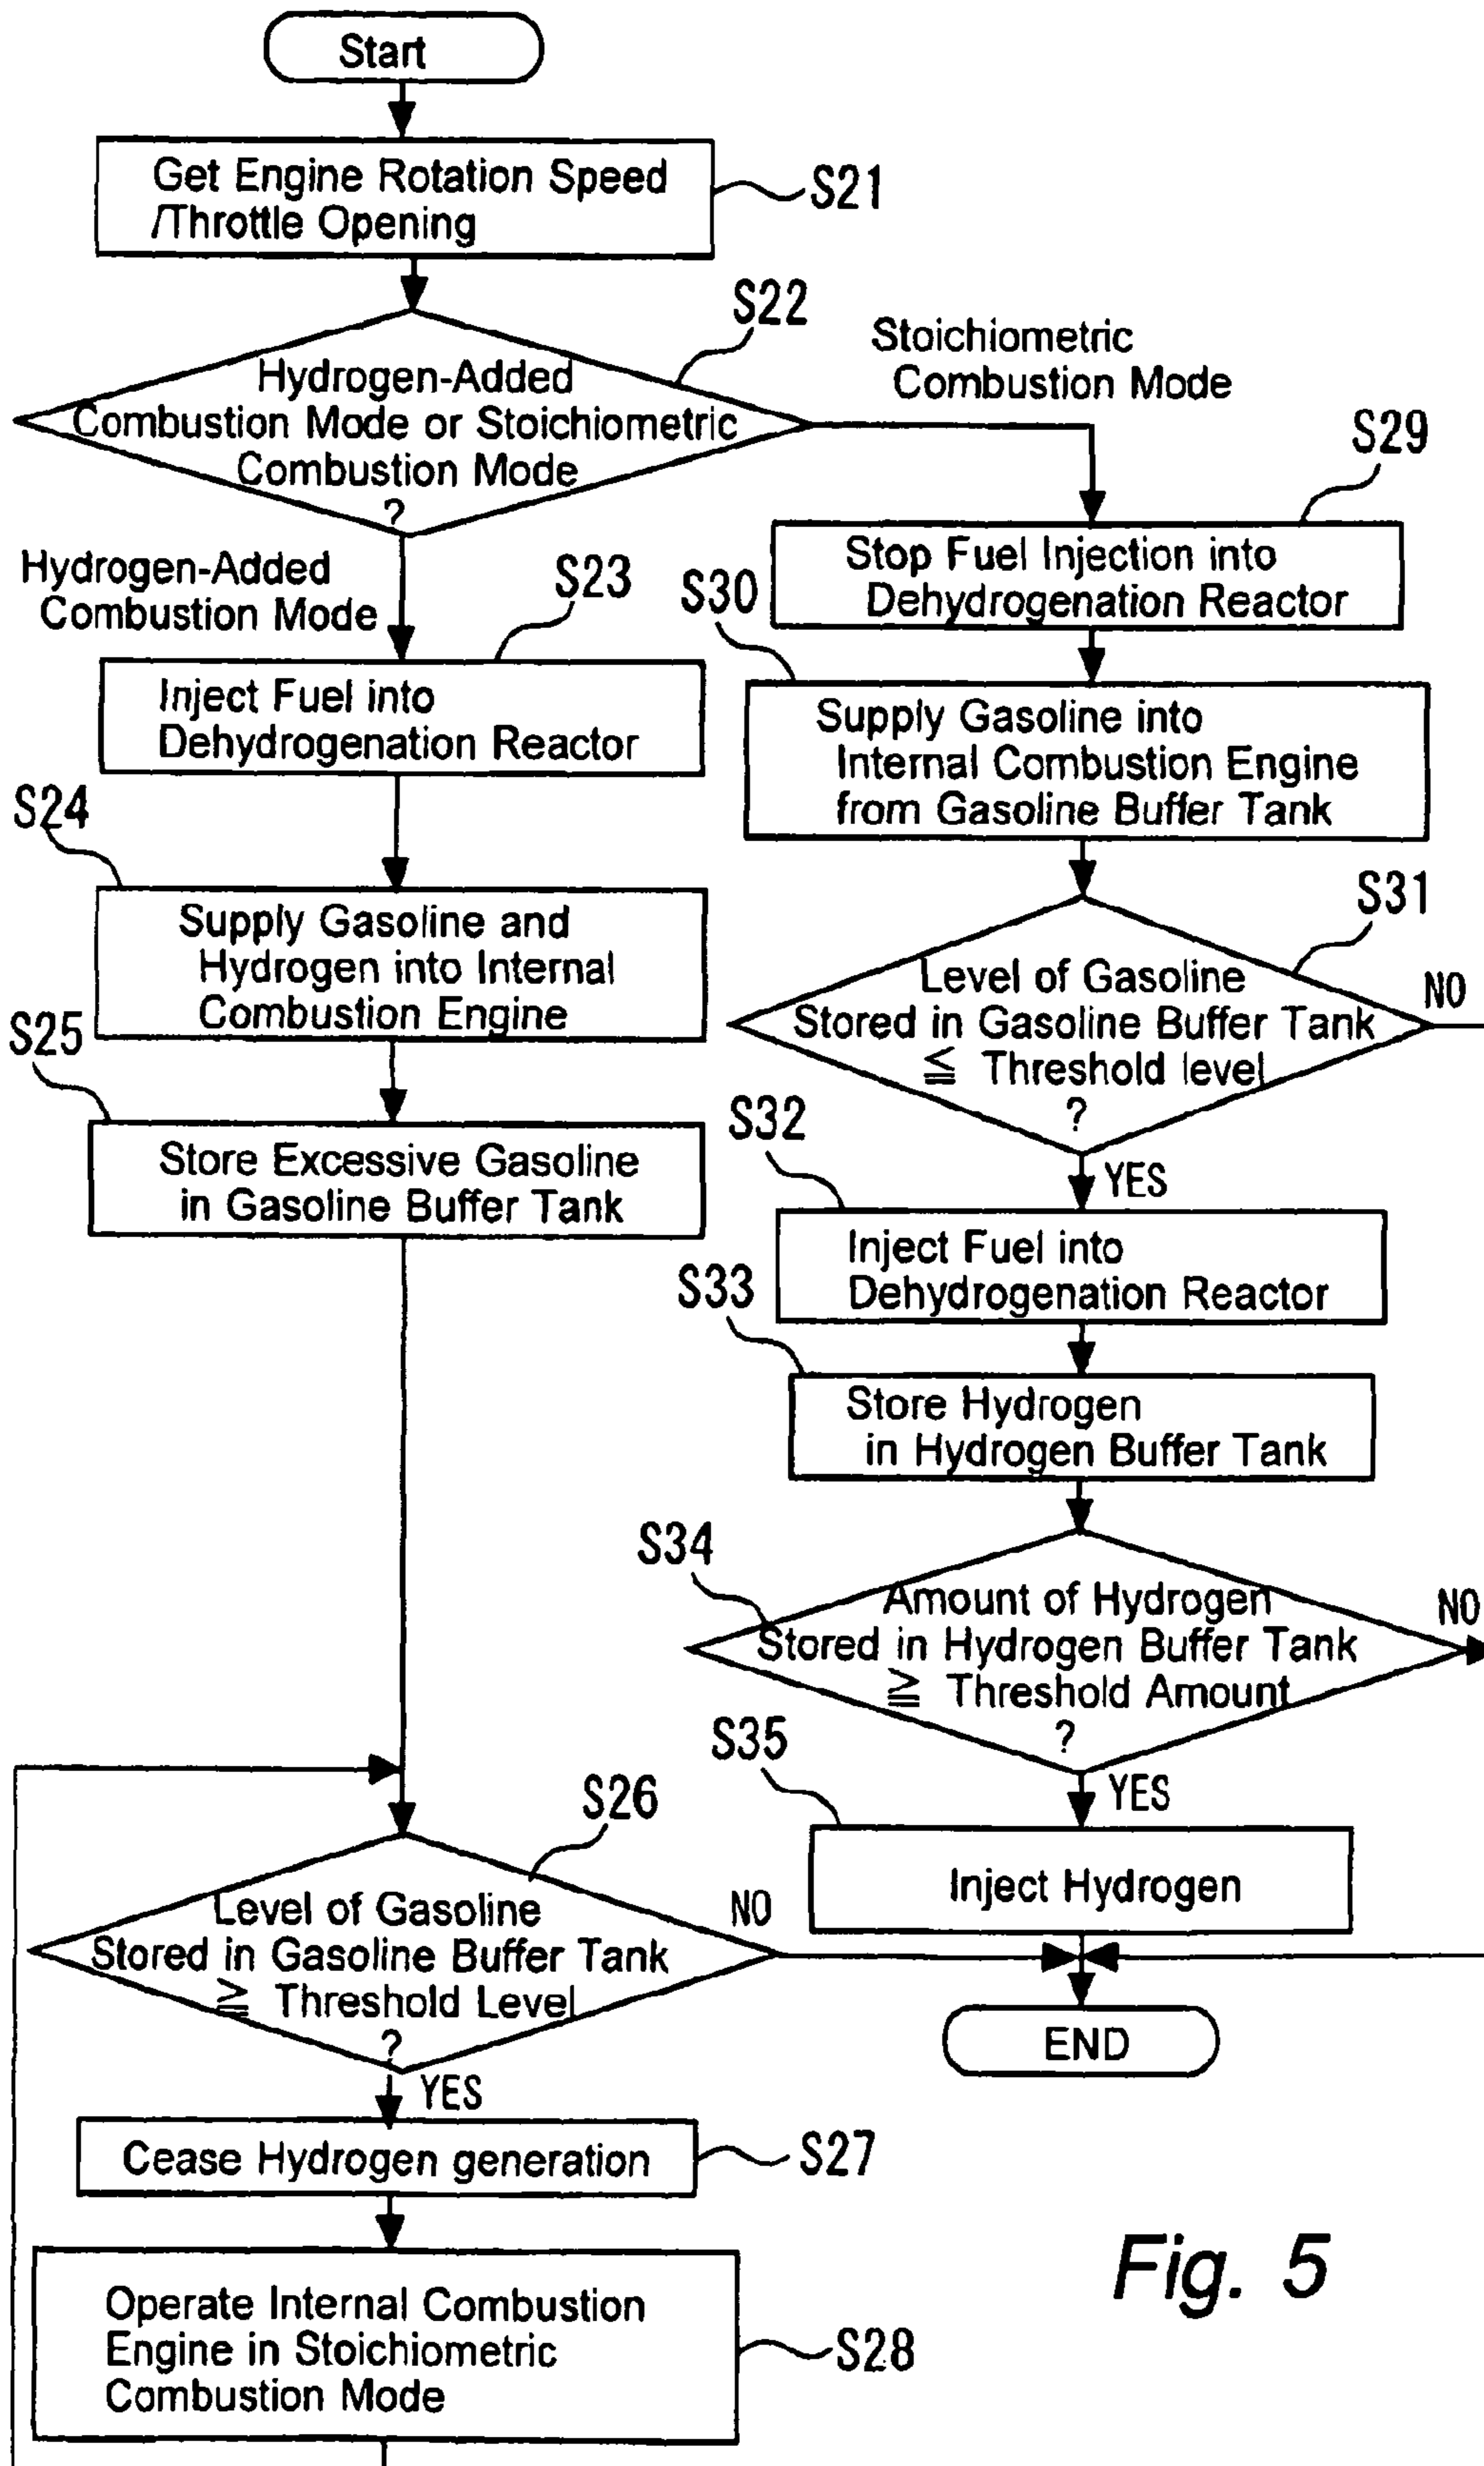 Start
Get Engine Rotation Speed
/Throttle Opening
S21
S22
Hydrogen-Added
Combustion Mode or Stoichiometric
Combustion Mode
?
Stoichiometric
Combustion Mode
Hydrogen-Added
Combustion Mode
S23
Inject Fuel into
Dehydrogenation Reactor
S24
Supply Gasoline and
Hydrogen into Internal
Combustion Engine
S25
Store Excessive Gasoline
in Gasoline Buffer Tank
S26
Level of Gasoline
Stored in Gasoline Buffer Tank
≧ Threshold Level
?
NO
YES
Cease Hydrogen generation
S27
Operate Internal Combustion
Engine in Stoichiometric
Combustion Mode
S28
S29
Stop Fuel Injection into
Dehydrogenation Reactor
S30
Supply Gasoline into
Internal Combustion Engine
from Gasoline Buffer Tank
S31
Level of Gasoline
Stored in Gasoline Buffer Tank
≦ Threshold level
?
NO
YES
S32
Inject Fuel into
Dehydrogenation Reactor
S33
Store Hydrogen
in Hydrogen Buffer Tank
S34
Amount of Hydrogen
Stored in Hydrogen Buffer Tank
≧ Threshold Amount
?
NO
YES
S35
Inject Hydrogen
END
Fig. 5